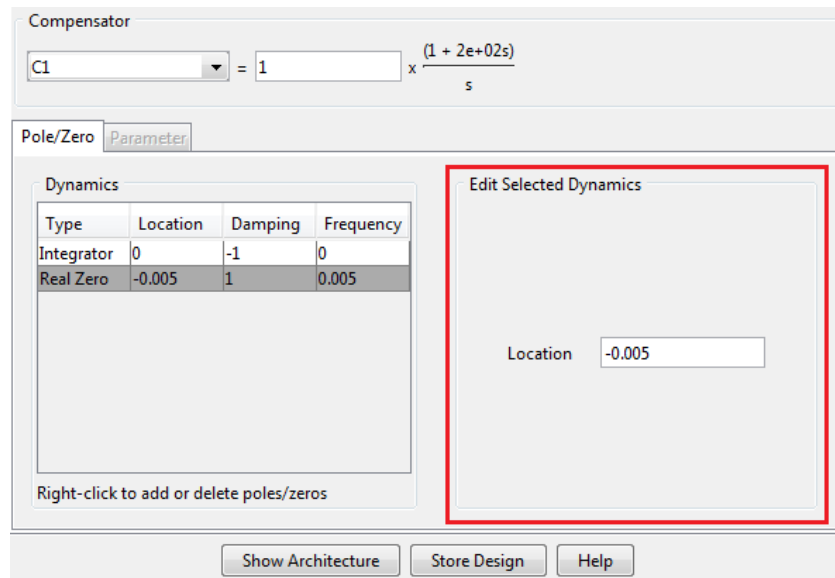 Compensator
C1 = 1 x (1 + 2e+02s)
s
Pole/Zero Parameter
Dynamics
Type Location Damping Frequency
Integrator 0 -1 0
Real Zero -0.005 1 0.005
Right-click to add or delete poles/zeros
Edit Selected Dynamics
Location -0.005
Show Architecture Store Design Help